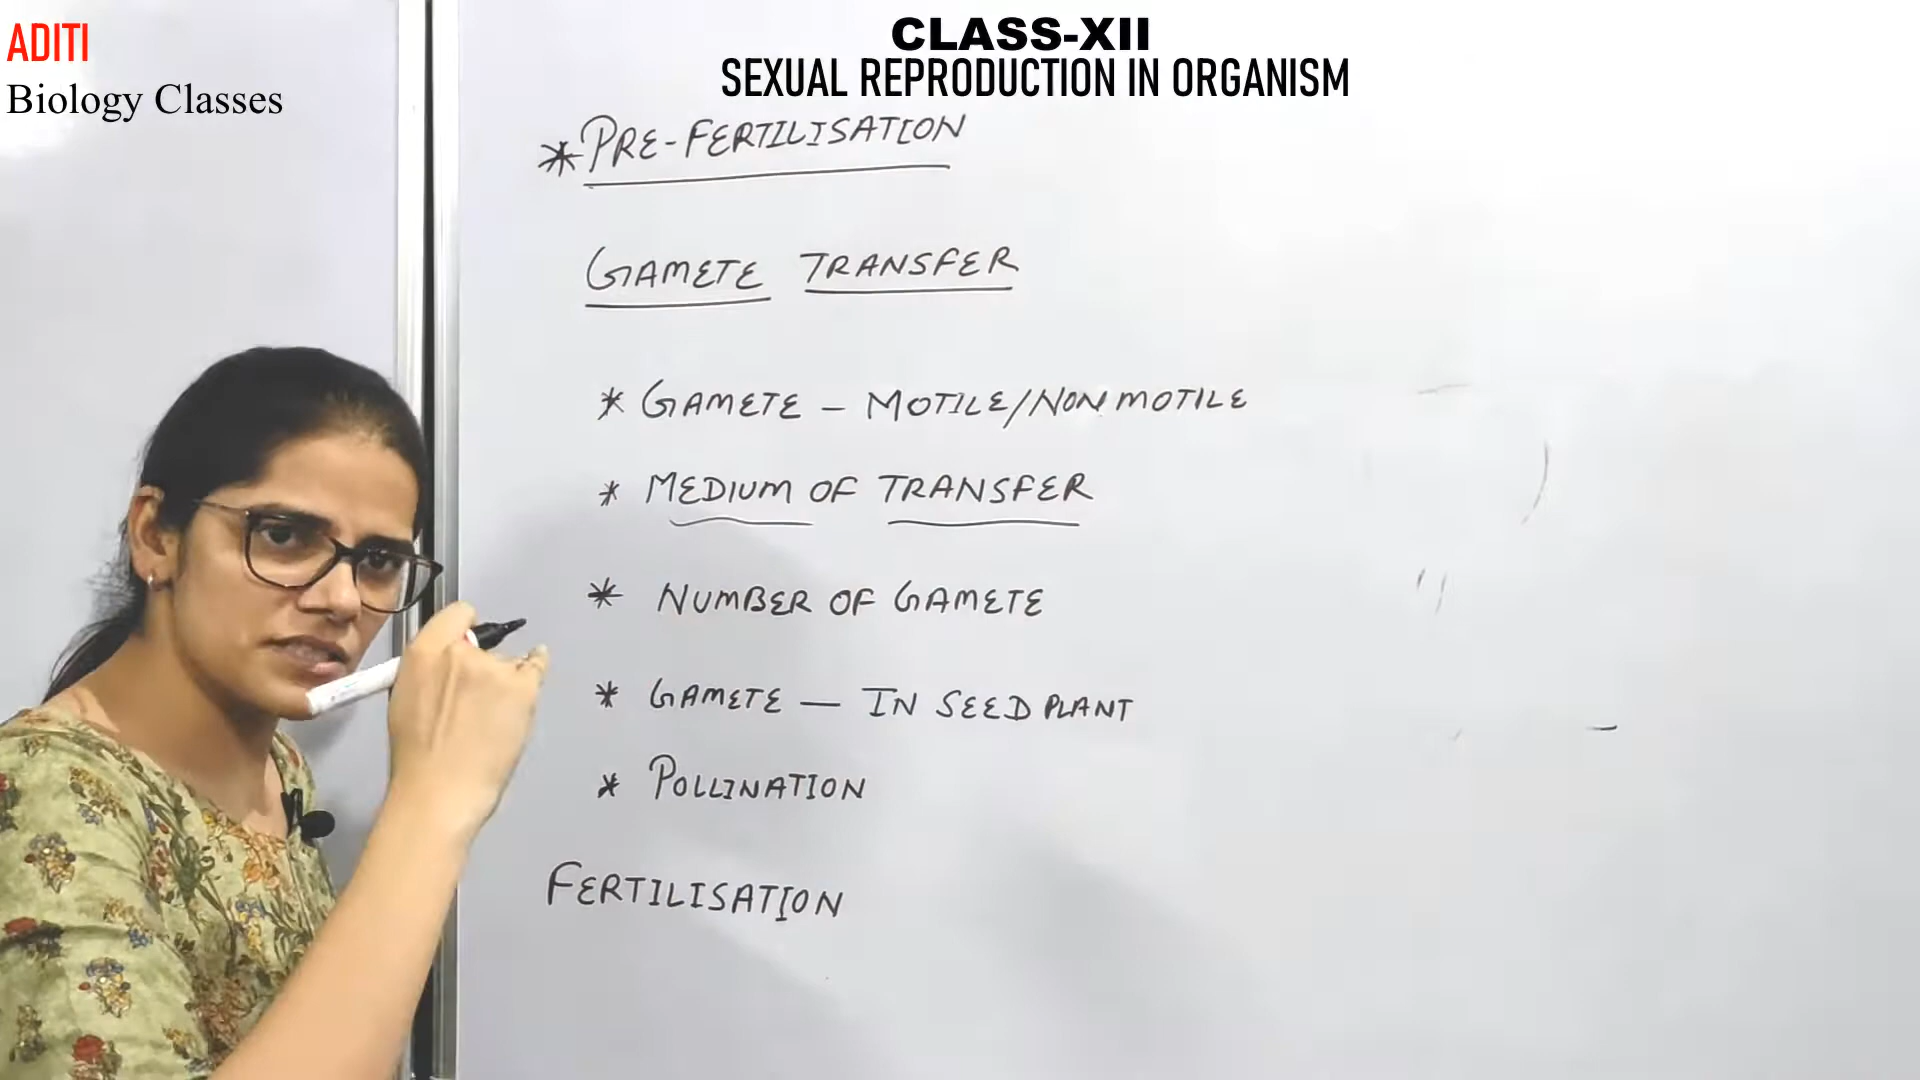 ADITI
Biology Classes
CLASS-XII
SEXUAL REPRODUCTION IN ORGANISM
* PRE-FERTILISATION
GAMETE TRANSFER
* GAMETE - MOTILE/NON MOTILE
* MEDIUM OF TRANSFER
* NUMBER OF GAMETE
* GAMETE — IN SEED PLANT
* POLLINATION
FERTILISATION